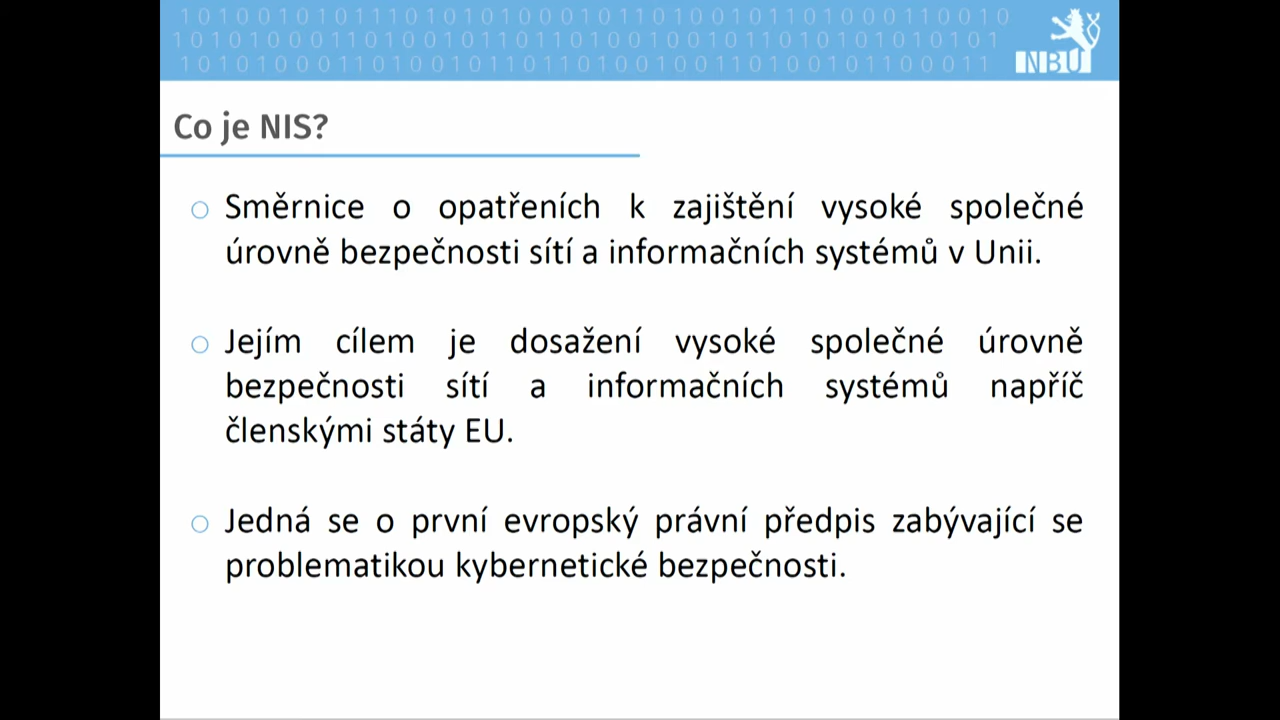 Co je NIS?
Směrnice o opatřeních k zajištění vysoké společné
úrovně bezpečnosti sítí a informačních systémů v Unii.
Jejím cílem je dosažení vysoké společné úrovně
bezpečnosti sítí a informačních systémů napříč
členskými státy EU.
Jedná se o první evropský právní předpis zabývající se
problematikou kybernetické bezpečnosti.
NBÚ